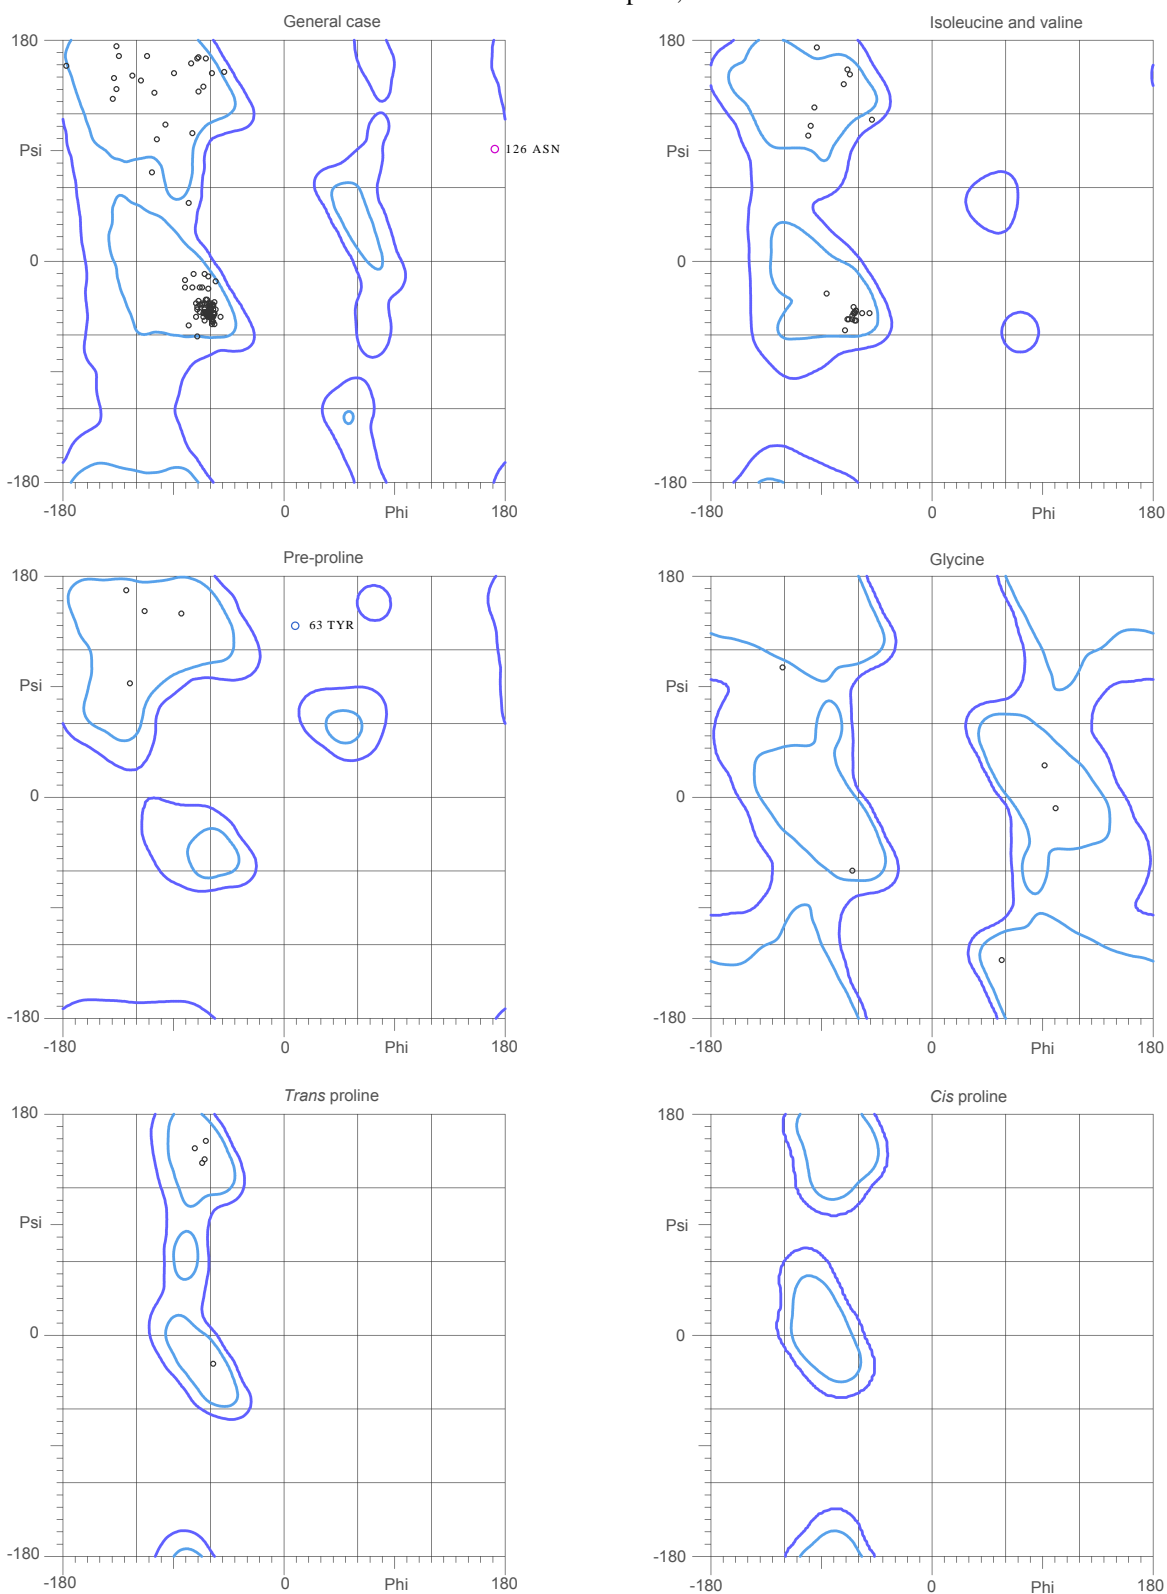 General case
180
Psi
0
-180
-180
0
Phi
180
126 ASN
Isoleucine and valine
180
Psi
0
-180
-180
0
Phi
180
Pre-proline
180
Psi
0
-180
-180
0
Phi
180
63 TYR
Glycine
180
Psi
0
-180
-180
0
Phi
180
Trans proline
180
Psi
0
-180
-180
0
Phi
180
Cis proline
180
Psi
0
-180
-180
0
Phi
180